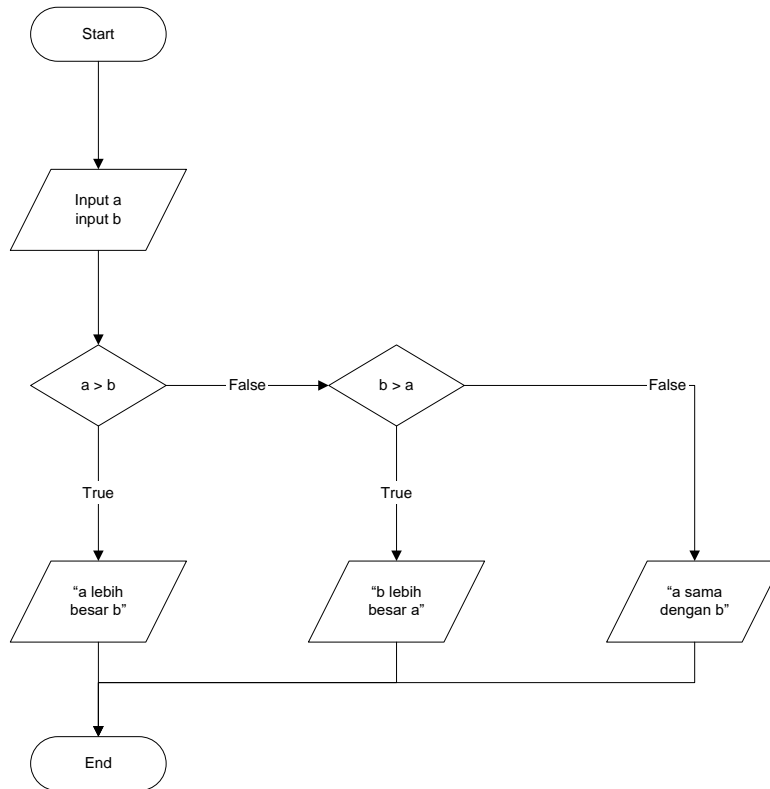 Start
Input a
input b
a > b
False
b > a
False
True
True
“a lebih
besar b”
“b lebih
besar a”
“a sama
dengan b”
End